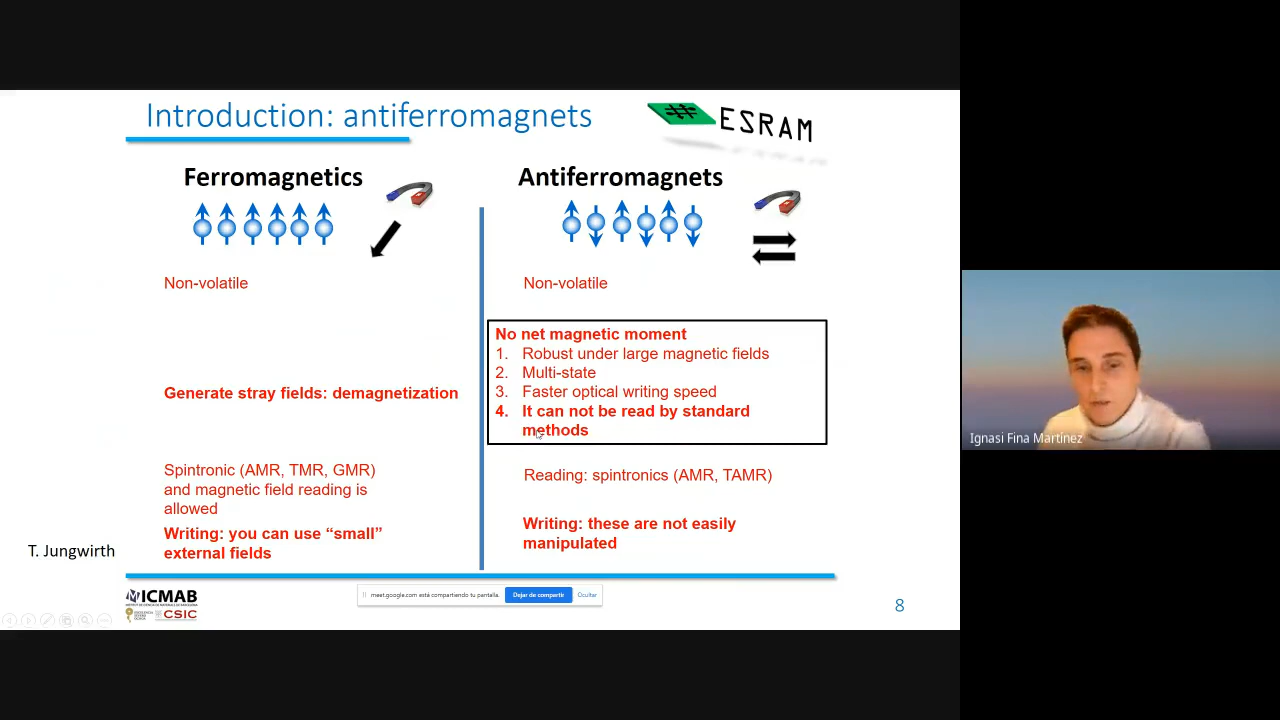 Introduction: antiferromagnets
ESRAM
Ferromagnetics
Non-volatile
Generate stray fields: demagnetization
Spintronic (AMR, TMR, GMR)
and magnetic field reading is
allowed
Writing: you can use “small”
external fields
Antiferromagnets
Non-volatile
No net magnetic moment
1. Robust under large magnetic fields
2. Multi-state
3. Faster optical writing speed
4. It can not be read by standard
methods
Reading: spintronics (AMR, TAMR)
Writing: these are not easily
manipulated
T. Jungwirth
ICMAB
CSIC
meet.google.com está compartiendo tu pantalla.
Dejar de compartir
Ocultar
8
Ignasi Fina Martínez